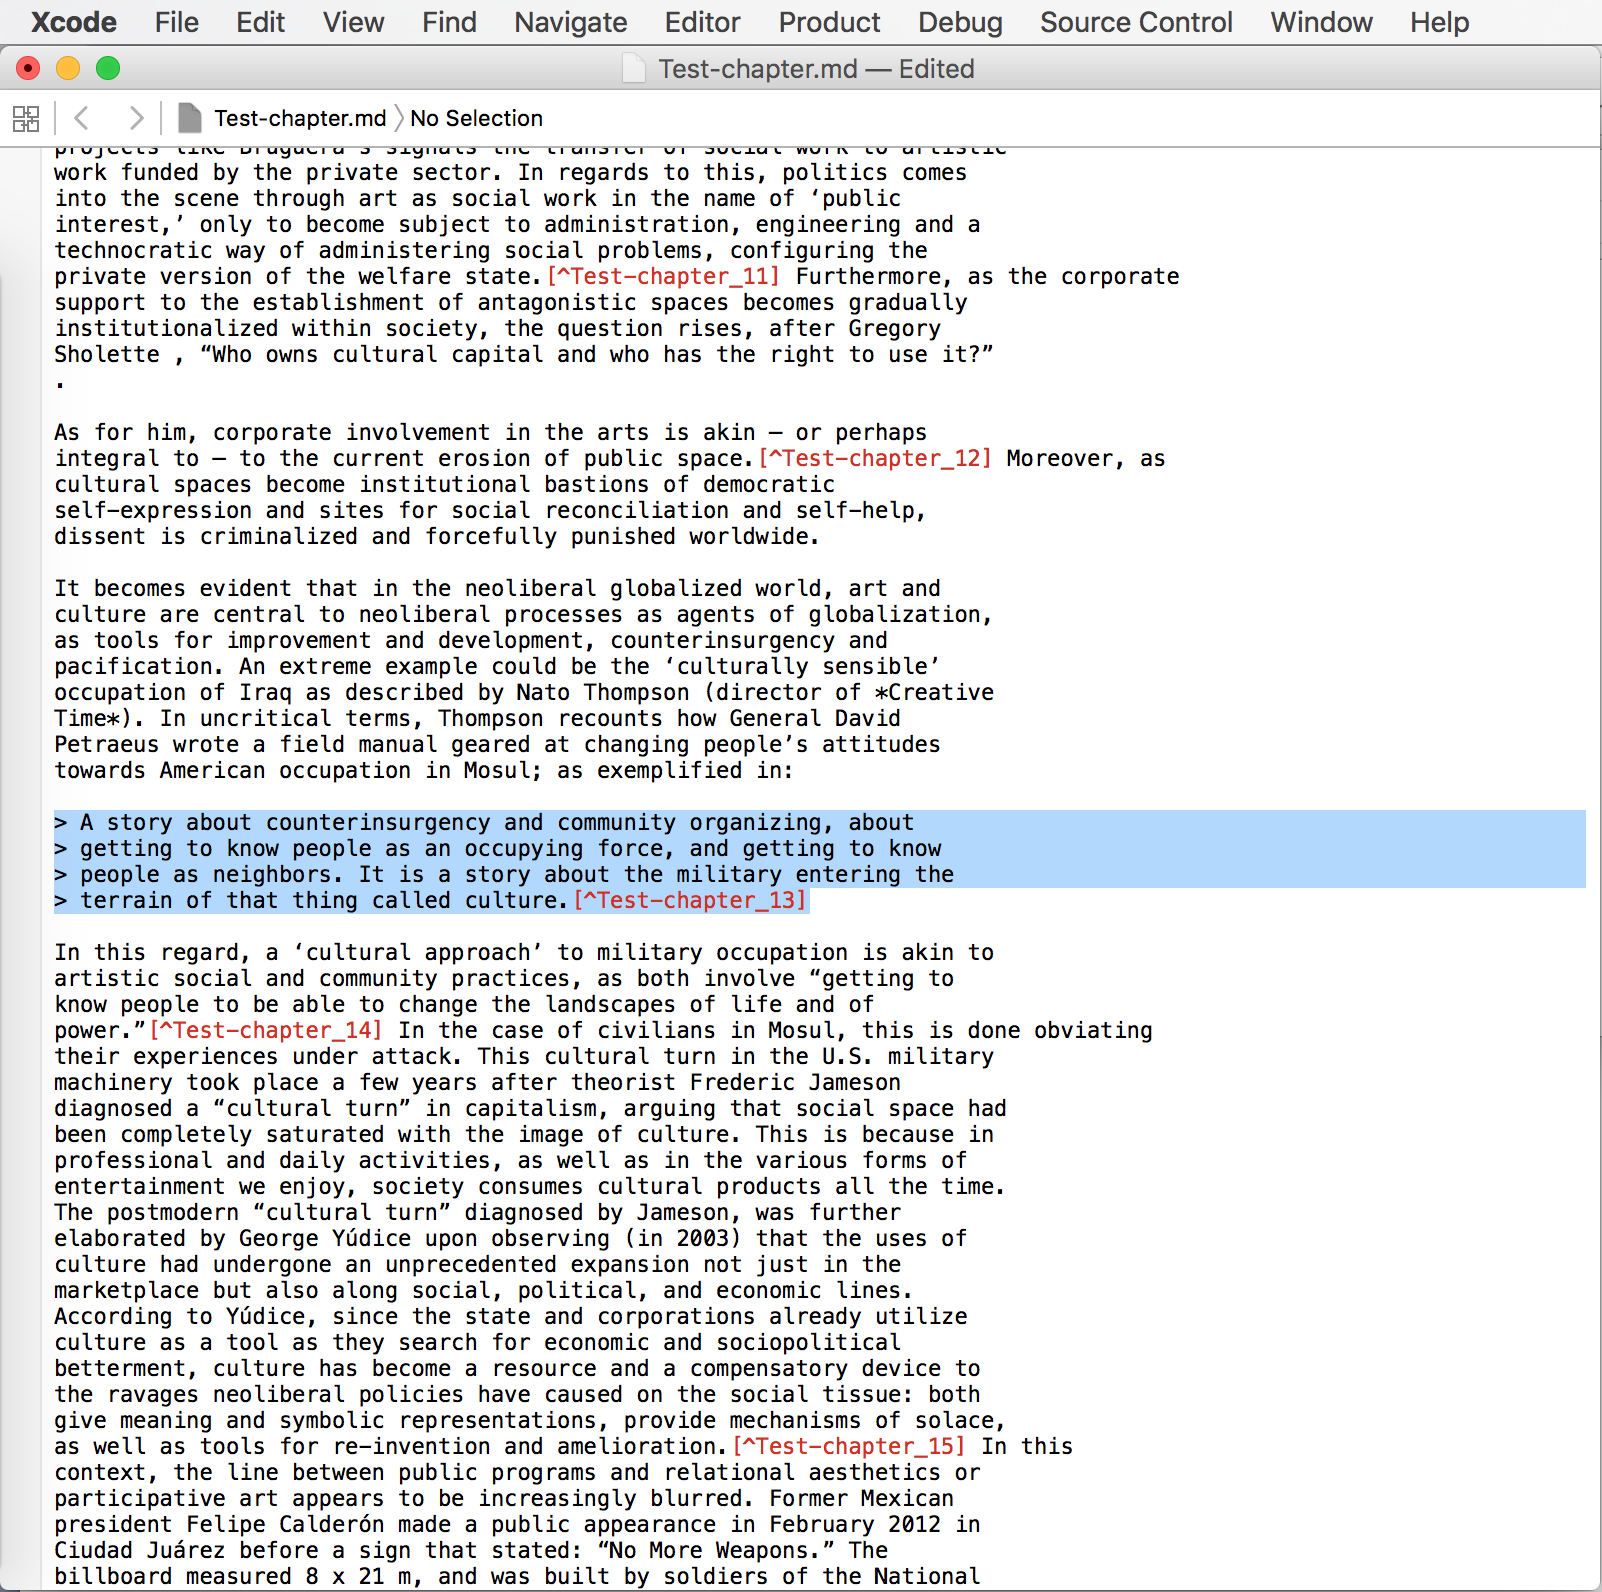 Xcode File Edit View Find Navigate Editor Product Debug Source Control Window Help
Test-chapter.md — Edited
Test-chapter.md 〉 No Selection
projects like Bruguera's signals the transfer of social work to artistic
work funded by the private sector. In regards to this, politics comes
into the scene through art as social work in the name of ‘public
interest,’ only to become subject to administration, engineering and a
technocratic way of administering social problems, configuring the
private version of the welfare state.[^Test-chapter_11] Furthermore, as the corporate
support to the establishment of antagonistic spaces becomes gradually
institutionalized within society, the question rises, after Gregory
Sholette , “Who owns cultural capital and who has the right to use it?”
.
As for him, corporate involvement in the arts is akin – or perhaps
integral to – to the current erosion of public space.[^Test-chapter_12] Moreover, as
cultural spaces become institutional bastions of democratic
self-expression and sites for social reconciliation and self-help,
dissent is criminalized and forcefully punished worldwide.
It becomes evident that in the neoliberal globalized world, art and
culture are central to neoliberal processes as agents of globalization,
as tools for improvement and development, counterinsurgency and
pacification. An extreme example could be the ‘culturally sensible’
occupation of Iraq as described by Nato Thompson (director of *Creative
Time*). In uncritical terms, Thompson recounts how General David
Petraeus wrote a field manual geared at changing people’s attitudes
towards American occupation in Mosul; as exemplified in:
> A story about counterinsurgency and community organizing, about
> getting to know people as an occupying force, and getting to know
> people as neighbors. It is a story about the military entering the
> terrain of that thing called culture.[^Test-chapter_13]
In this regard, a ‘cultural approach’ to military occupation is akin to
artistic social and community practices, as both involve “getting to
know people to be able to change the landscapes of life and of
power.”[^Test-chapter_14] In the case of civilians in Mosul, this is done obviating
their experiences under attack. This cultural turn in the U.S. military
machinery took place a few years after theorist Frederic Jameson
diagnosed a “cultural turn” in capitalism, arguing that social space had
been completely saturated with the image of culture. This is because in
professional and daily activities, as well as in the various forms of
entertainment we enjoy, society consumes cultural products all the time.
The postmodern “cultural turn” diagnosed by Jameson, was further
elaborated by George Yúdice upon observing (in 2003) that the uses of
culture had undergone an unprecedented expansion not just in the
marketplace but also along social, political, and economic lines.
According to Yúdice, since the state and corporations already utilize
culture as a tool as they search for economic and sociopolitical
betterment, culture has become a resource and a compensatory device to
the ravages neoliberal policies have caused on the social tissue: both
give meaning and symbolic representations, provide mechanisms of solace,
as well as tools for re-invention and amelioration.[^Test-chapter_15] In this
context, the line between public programs and relational aesthetics or
participative art appears to be increasingly blurred. Former Mexican
president Felipe Calderón made a public appearance in February 2012 in
Ciudad Juárez before a sign that stated: “No More Weapons.” The
billboard measured 8 x 21 m, and was built by soldiers of the National